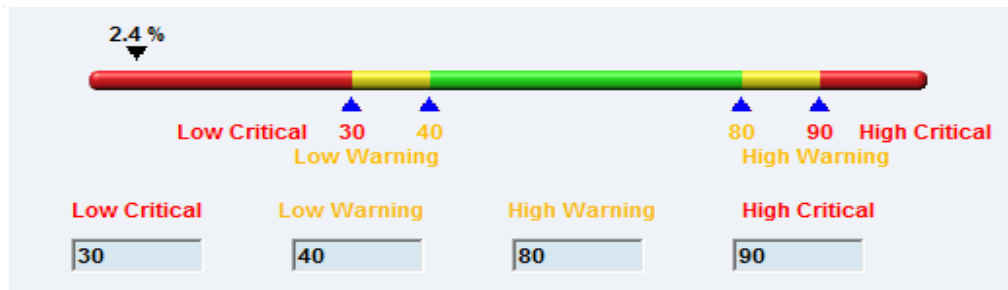 2.4 %
Low Critical 30 40 80 90 High Critical
Low Warning High Warning
Low Critical Low Warning High Warning High Critical
30 40 80 90